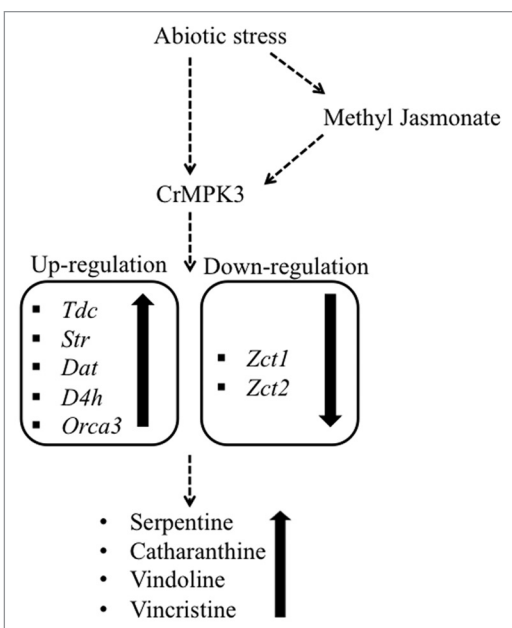 Abiotic stress
Methyl Jasmonate
CrMPK3
Up-regulation
▪ Tdc
▪ Str
▪ Dat
▪ D4h
▪ Orca3
Down-regulation
▪ Zct1
▪ Zct2
• Serpentine
• Catharanthine
• Vindoline
• Vincristine